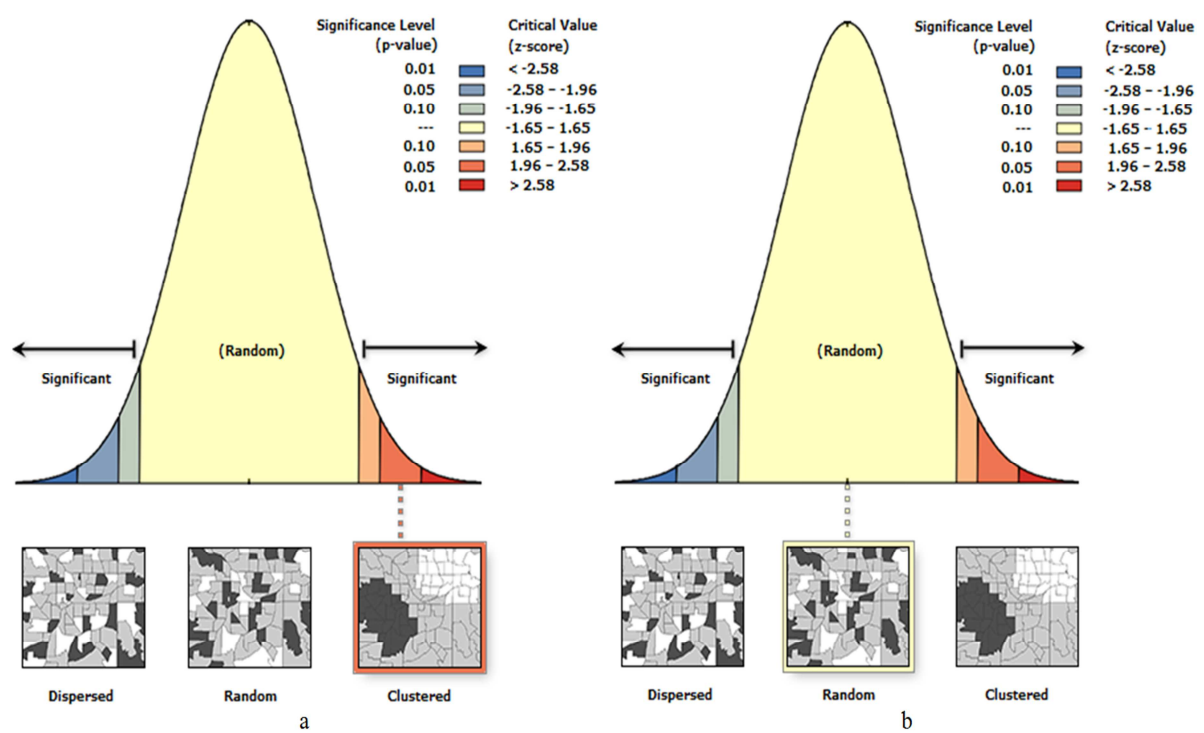 Significance Level
(p-value)
Critical Value
(z-score)
0.01 < -2.58
0.05 -2.58 – -1.96
0.10 -1.96 – -1.65
--- -1.65 – 1.65
0.10 1.65 – 1.96
0.05 1.96 – 2.58
0.01 > 2.58
(Random)
Significant
Significant
Dispersed
Random
Clustered
a
Significance Level
(p-value)
Critical Value
(z-score)
0.01 < -2.58
0.05 -2.58 – -1.96
0.10 -1.96 – -1.65
--- -1.65 – 1.65
0.10 1.65 – 1.96
0.05 1.96 – 2.58
0.01 > 2.58
(Random)
Significant
Significant
Dispersed
Random
Clustered
b